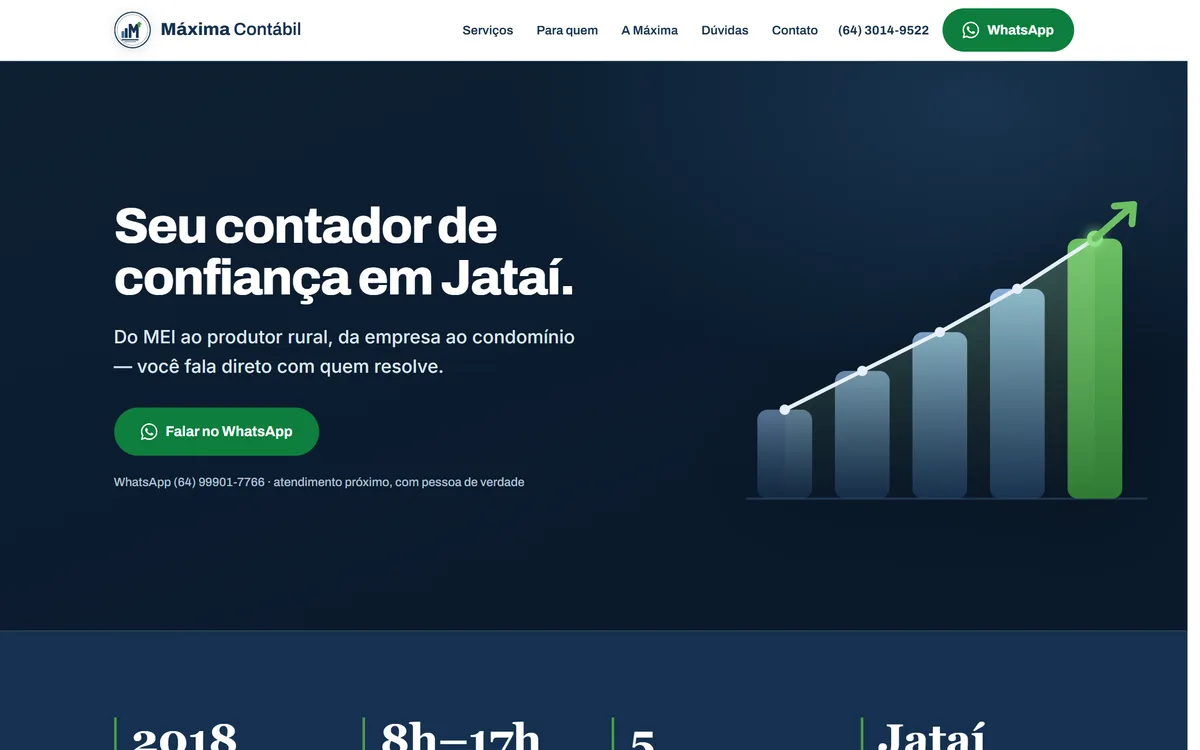 Máxima Contábil
Serviços
Para quem
A Máxima
Dúvidas
Contato
(64) 3014-9522
WhatsApp
Seu contador de
confiança em Jataí.
Do MEI ao produtor rural, da empresa ao condomínio
— você fala direto com quem resolve.
Falar no WhatsApp
WhatsApp (64) 99901-7766 · atendimento próximo, com pessoa de verdade
2018
8h–17h
5
Jataí